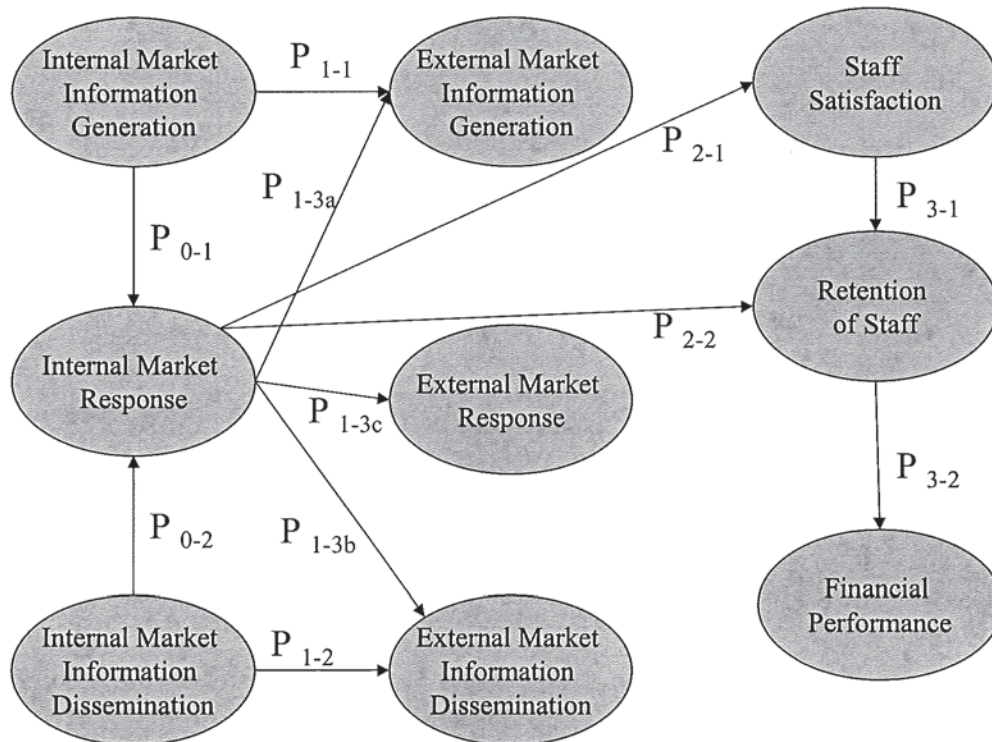 Internal Market
Information
Generation
P 1-1
External Market
Information
Generation
Staff
Satisfaction
P 2-1
P 1-3a
P 3-1
P 0-1
Retention
of Staff
P 2-2
Internal Market
Response
External Market
Response
P 1-3c
P 3-2
P 0-2
P 1-3b
Financial
Performance
Internal Market
Information
Dissemination
P 1-2
External Market
Information
Dissemination